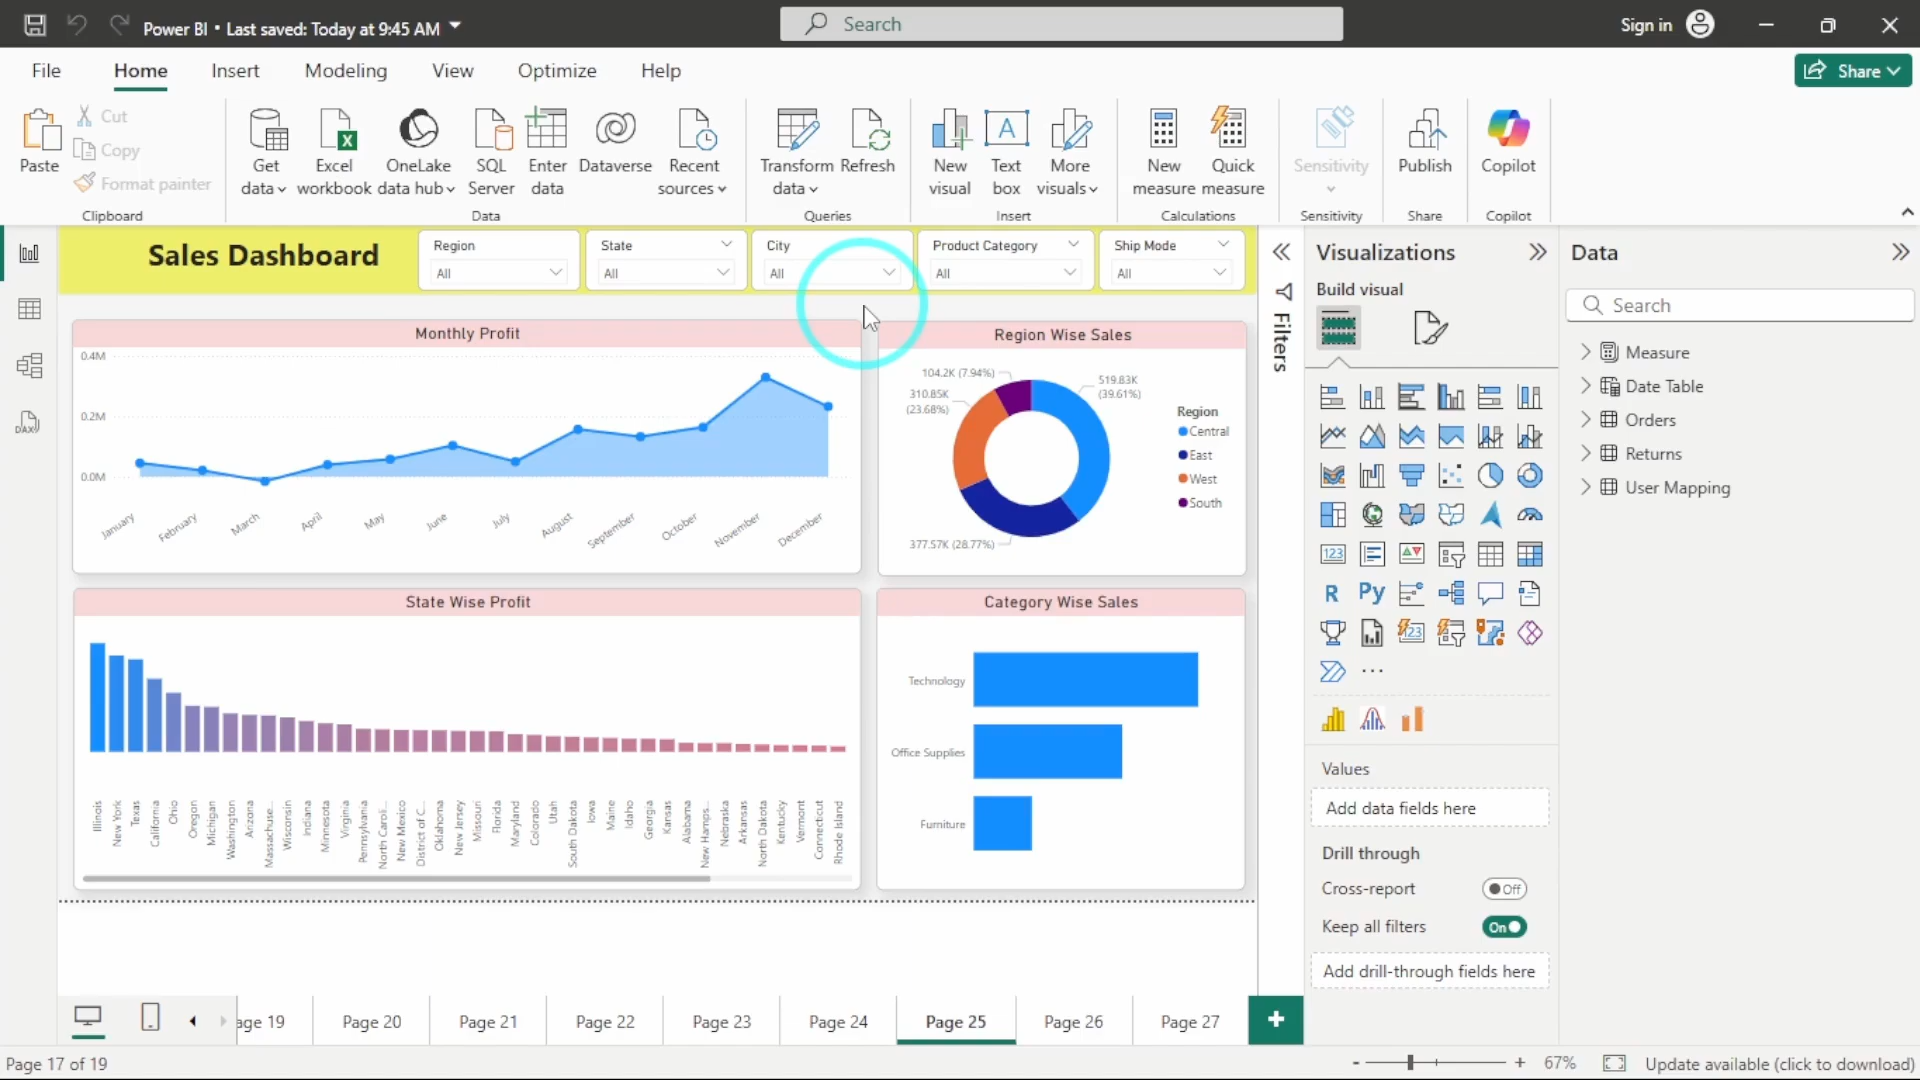 Power BI • Last saved: Today at 9:45 AM
Search
Sign in
File
Home
Insert
Modeling
View
Optimize
Help
Share
Paste
Cut
Copy
Format painter
Clipboard
Get data
Excel workbook
OneLake data hub
SQL Server
Enter data
Dataverse
Recent sources
Data
Transform data
Refresh
Queries
New visual
Text box
More visuals
Insert
New measure
Quick measure
Calculations
Sensitivity
Sensitivity
Publish
Share
Copilot
Copilot
Sales Dashboard
Region
All
State
All
City
All
Product Category
All
Ship Mode
All
Monthly Profit
0.4M
0.2M
0.0M
January
February
March
April
May
June
July
August
September
October
November
December
Region Wise Sales
104.2K (7.94%)
310.85K
(23.68%)
519.83K
(39.61%)
377.57K (28.77%)
Region
Central
East
West
South
State Wise Profit
Illinois
New York
Texas
California
Ohio
Oregon
Michigan
Washington
Arizona
Massachuse...
Wisconsin
Indiana
Minnesota
Virginia
Pennsylvania
North Caroli...
New Mexico
District of C...
Oklahoma
New Jersey
Missouri
Florida
Maryland
Colorado
Utah
South Dakota
Iowa
Maine
Idaho
Georgia
Kansas
Alabama
New Hamps...
Nebraska
Arkansas
North Dakota
Kentucky
Vermont
Connecticut
Rhode Island
Category Wise Sales
Technology
Office Supplies
Furniture
Filters
Visualizations
Build visual
123
R
Py
123
Values
Add data fields here
Drill through
Cross-report
Off
Keep all filters
On
Add drill-through fields here
Data
Search
Measure
Date Table
Orders
Returns
User Mapping
DAX
age 19
Page 20
Page 21
Page 22
Page 23
Page 24
Page 25
Page 26
Page 27
Page 17 of 19
67%
Update available (click to download)